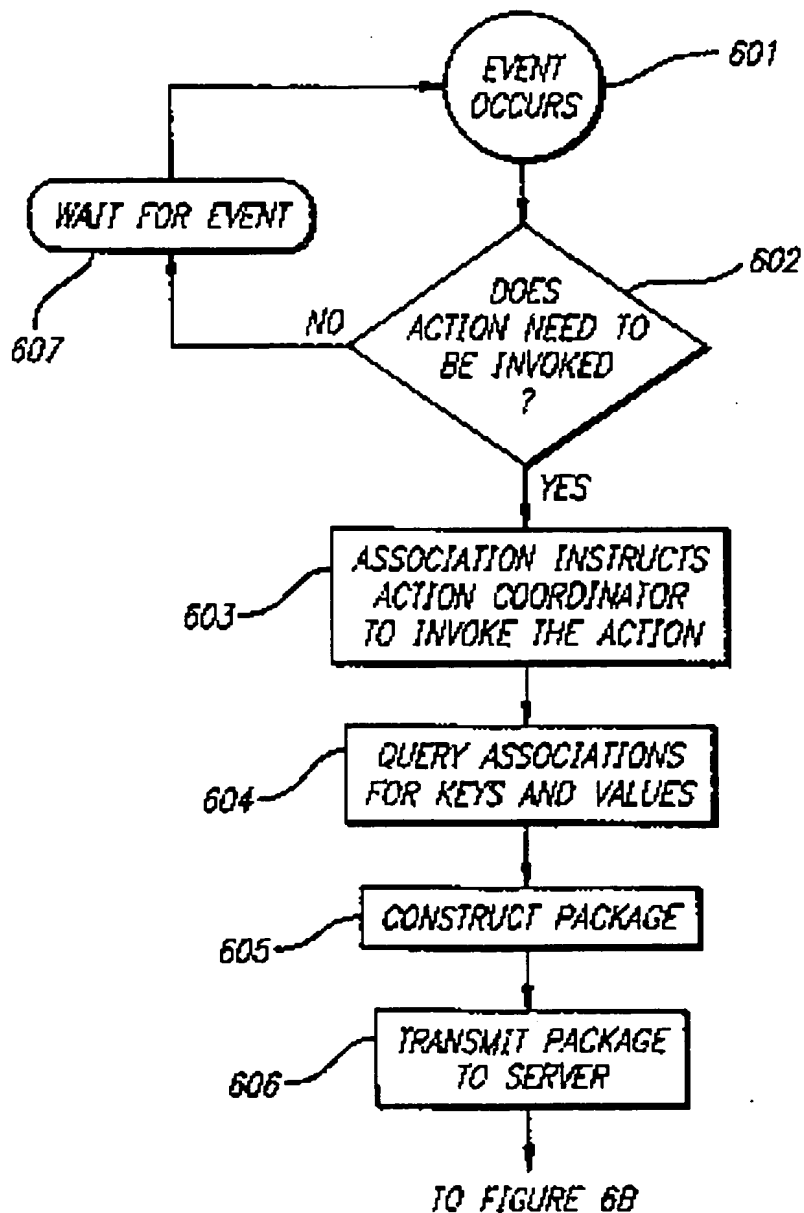 EVENT
OCCURS
601
WAIT FOR EVENT
607
DOES
ACTION NEED TO
BE INVOKED
?
602
NO
YES
ASSOCIATION INSTRUCTS
ACTION COORDINATOR
TO INVOKE THE ACTION
603
QUERY ASSOCIATIONS
FOR KEYS AND VALUES
604
CONSTRUCT PACKAGE
605
TRANSMIT PACKAGE
TO SERVER
606
TO FIGURE 6B